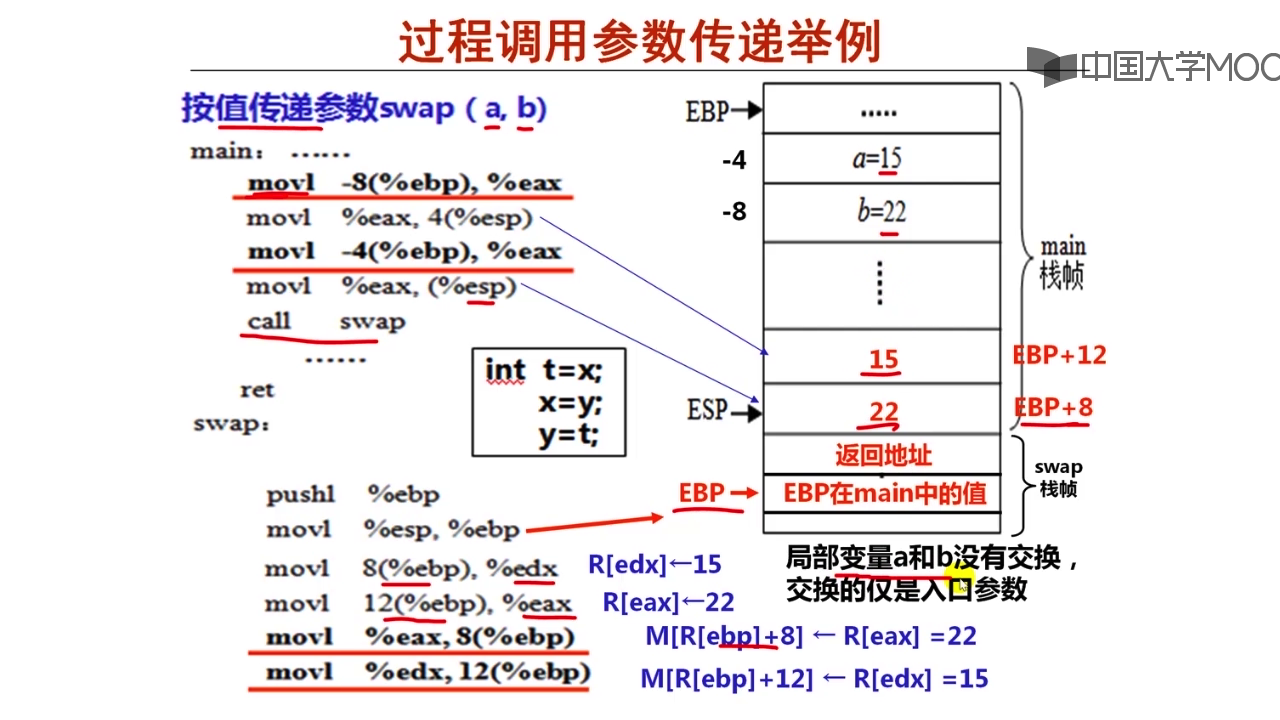 过程调用参数传递举例
中国大学MOO
按值传递参数swap（a, b)
main： ……
movl -8(%ebp), %eax
movl %eax, 4(%esp)
movl -4(%ebp), %eax
movl %eax, (%esp)
call swap
……
ret
swap：
int t=x;
x=y;
y=t;
pushl %ebp
movl %esp, %ebp
movl 8(%ebp), %edx
movl 12(%ebp), %eax
movl %eax, 8(%ebp)
movl %edx, 12(%ebp)
R[edx]←15
R[eax]←22
M[R[ebp]+8] ← R[eax] =22
M[R[ebp]+12] ← R[edx] =15
EBP
.....
-4
a=15
-8
b=22
main
栈帧
15
EBP+12
ESP
22
EBP+8
返回地址
EBP
EBP在main中的值
swap
栈帧
局部变量a和b没有交换，
交换的仅是入口参数